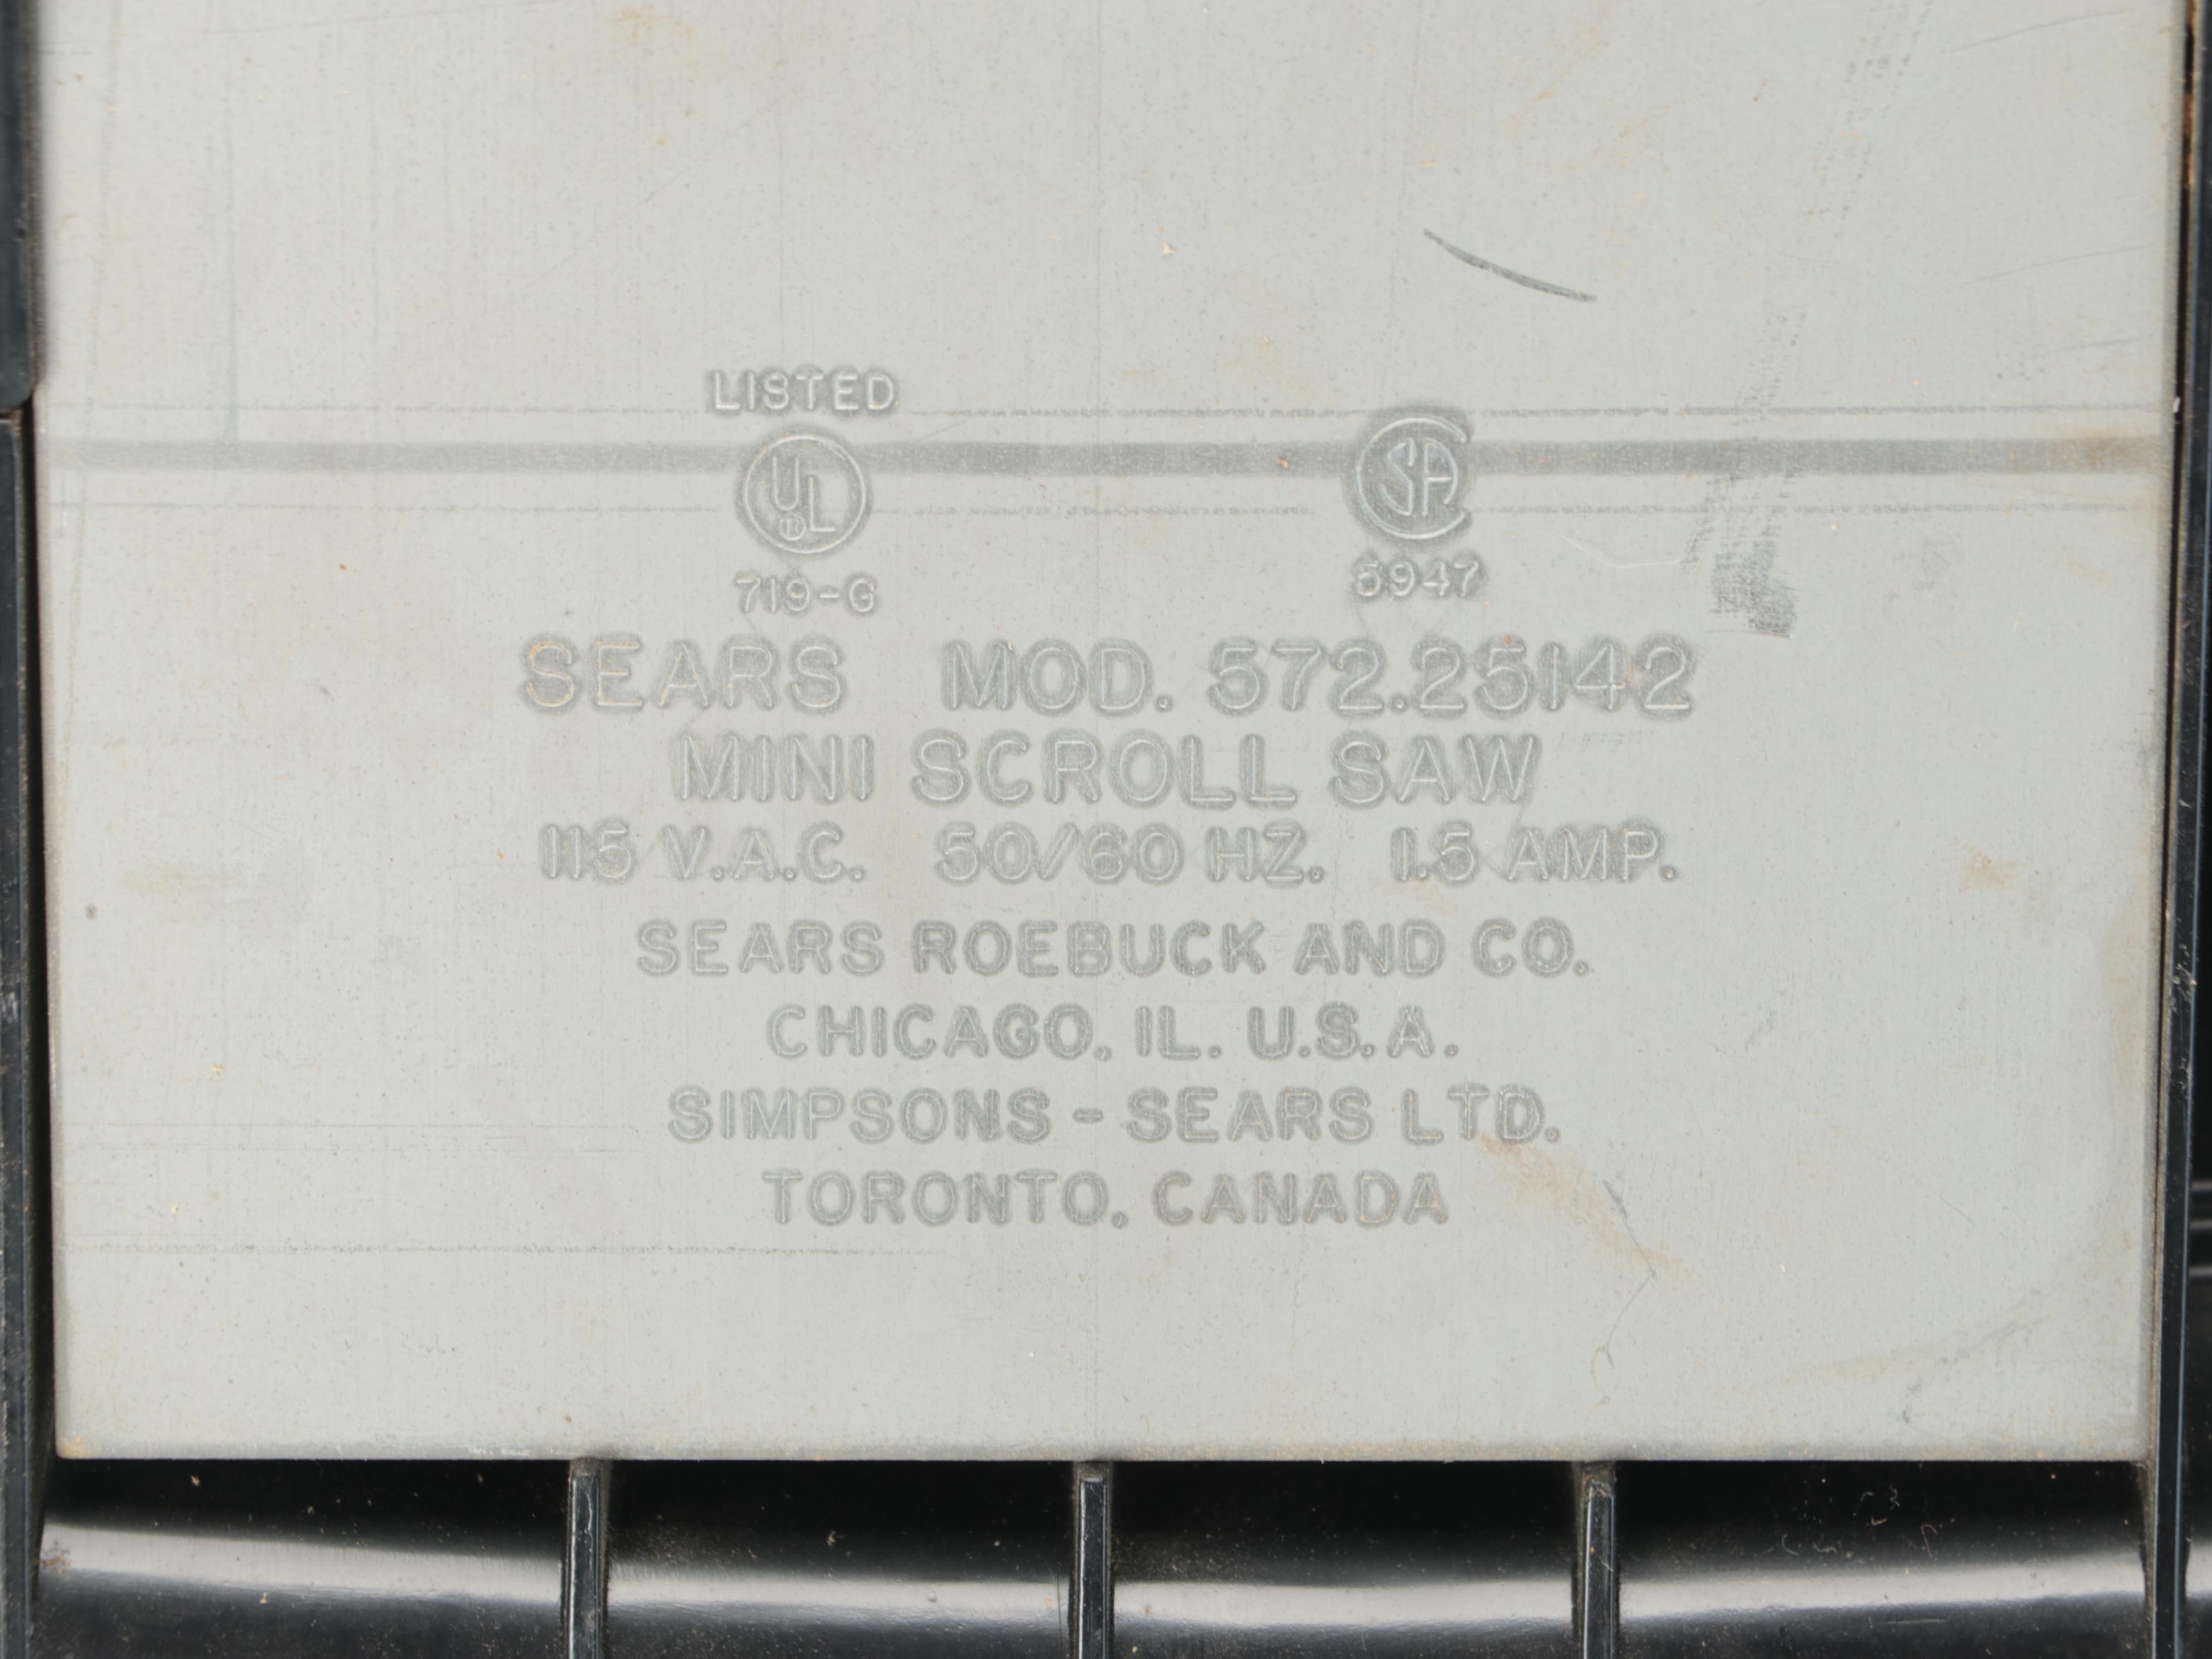 LISTED
UL ®
SA
719-G
6947
SEARS MOD. 572.25142
MINI SCROLL SAW
115 V.A.C. 50/60 HZ. 1.5 AMP.
SEARS ROEBUCK AND CO.
CHICAGO, IL. U.S.A.
SIMPSONS - SEARS LTD.
TORONTO, CANADA